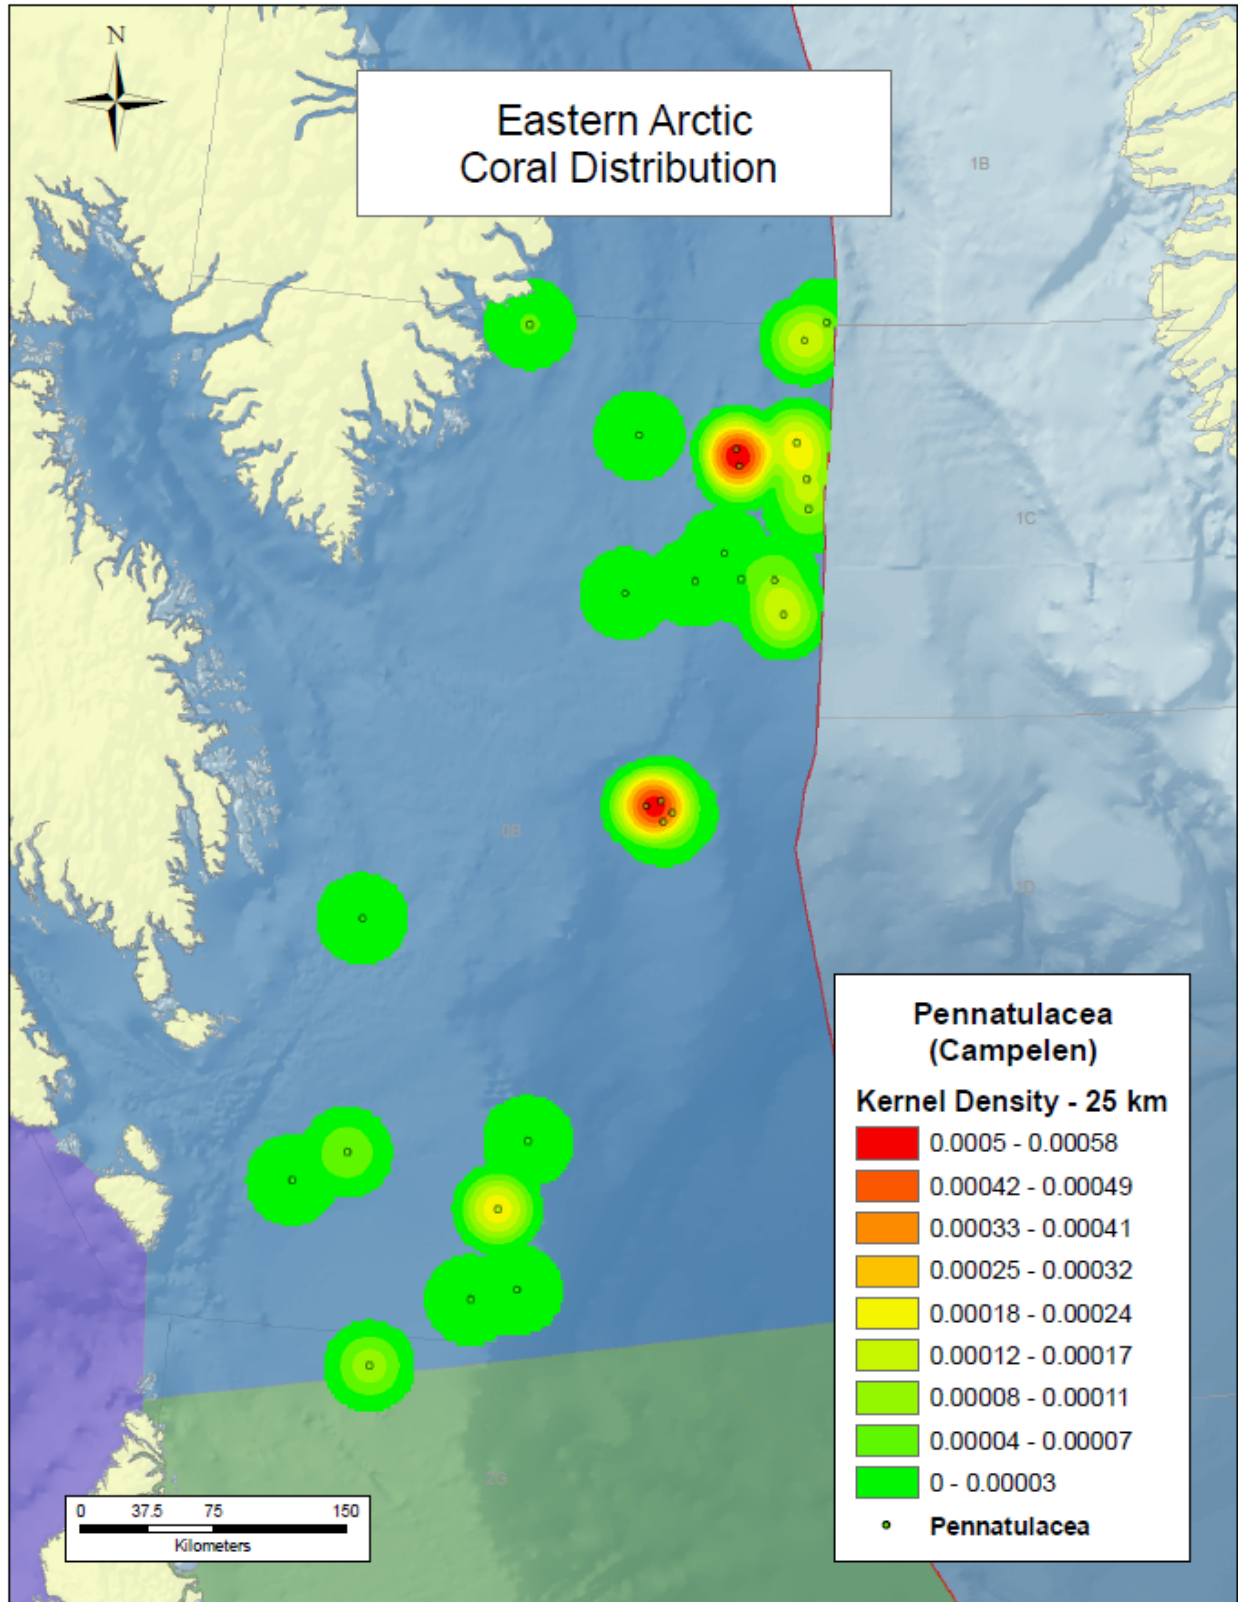 N
Eastern Arctic
Coral Distribution
1B
1C
0B
1D
Pennatulacea
(Campelen)
Kernel Density - 25 km
0.0005 - 0.00058
0.00042 - 0.00049
0.00033 - 0.00041
0.00025 - 0.00032
0.00018 - 0.00024
0.00012 - 0.00017
0.00008 - 0.00011
0.00004 - 0.00007
0 - 0.00003
Pennatulacea
2G
0 37.5 75 150
Kilometers